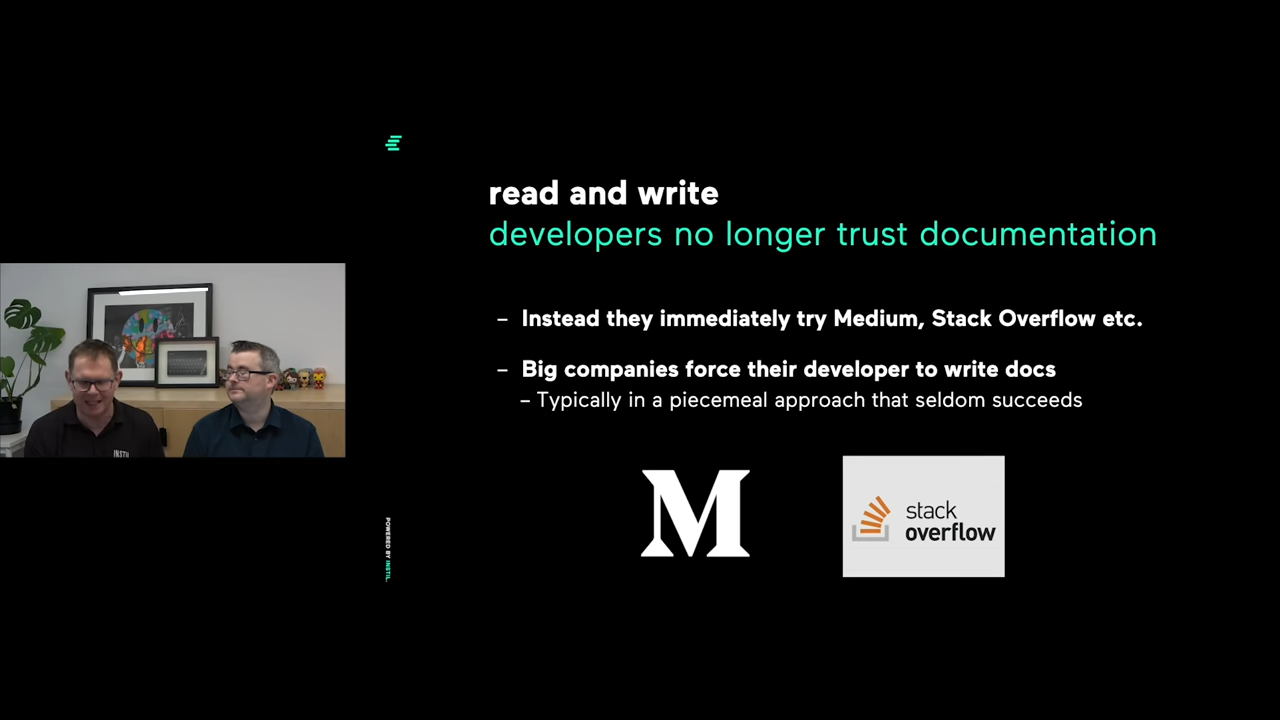 read and write
developers no longer trust documentation
– Instead they immediately try Medium, Stack Overflow etc.
– Big companies force their developer to write docs
– Typically in a piecemeal approach that seldom succeeds
M
stack
overflow
POWERED BY INSTIL.
INSTIL